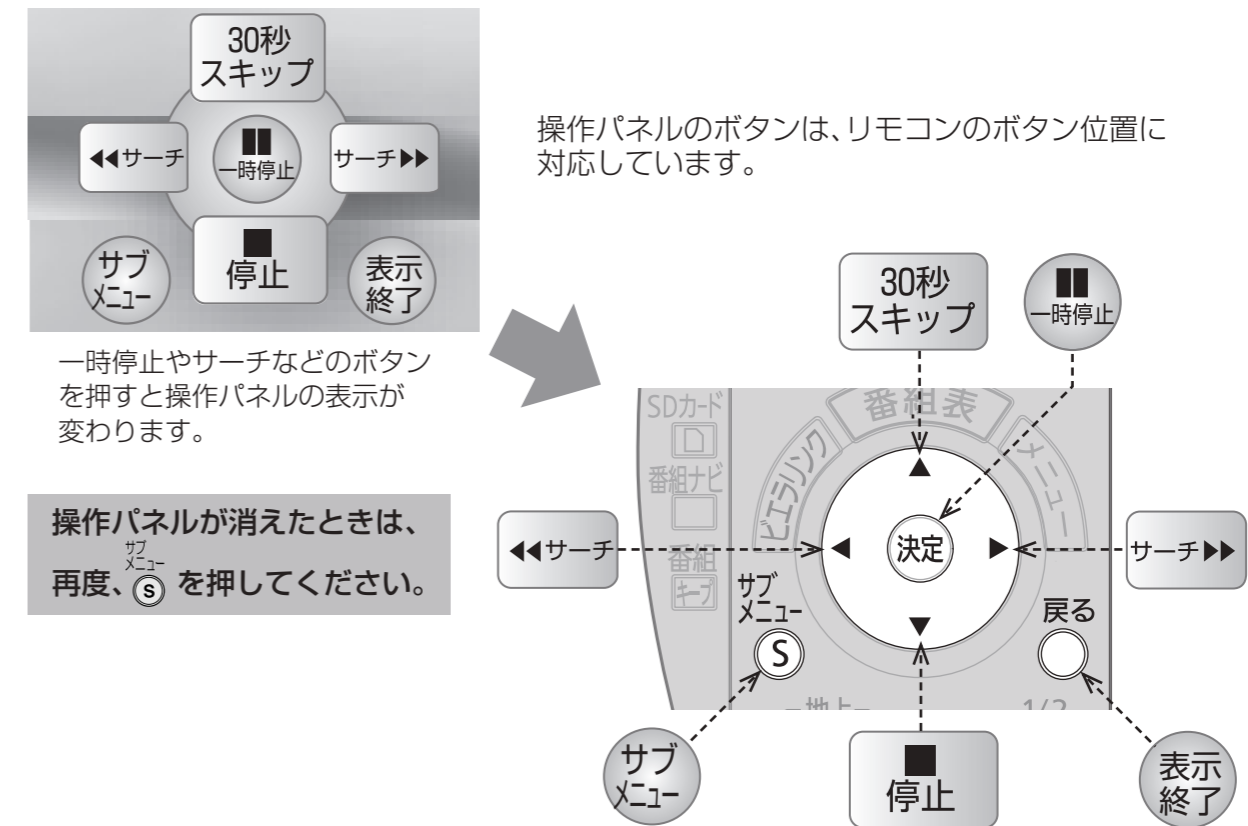 30秒
スキップ
◀◀サーチ
一時停止
サーチ▶▶
サブ
メニュー
停止
表示
終了
操作パネルのボタンは、リモコンのボタン位置に
対応しています。
一時停止やサーチなどのボタン
を押すと操作パネルの表示が
変わります。
操作パネルが消えたときは、
サブ
メニュー
再度、Ⓢ を押してください。
30秒
スキップ
一時停止
SDカード
番組表
ビエラリンク
メニュー
番組ナビ
◀◀サーチ
決定
サーチ▶▶
番組
キープ
サブ
メニュー
S
戻る
地上
1/2
サブ
メニュー
停止
表示
終了